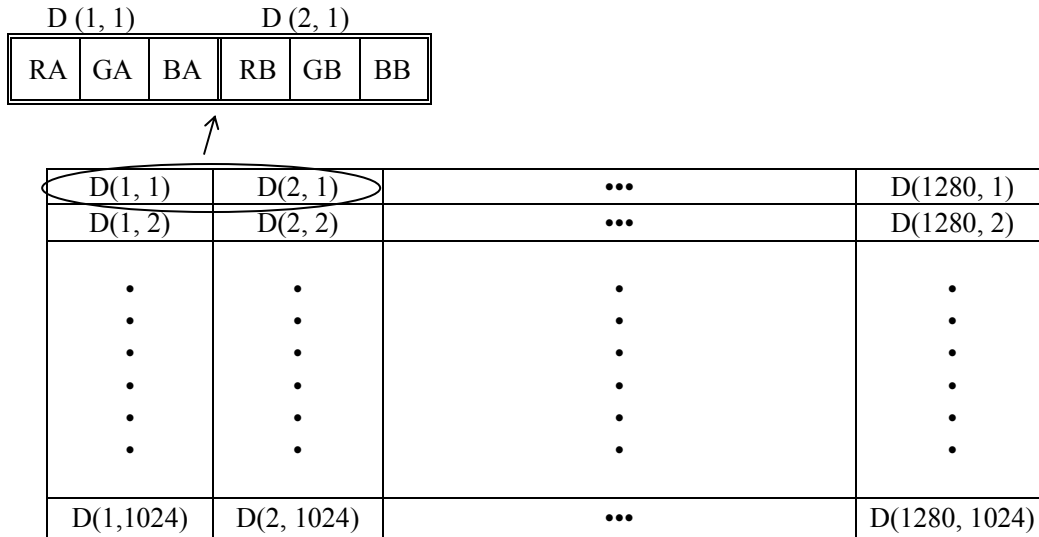 D (1, 1) D (2, 1)
RA GA BA RB GB BB
D(1, 1) D(2, 1) ••• D(1280, 1)
D(1, 2) D(2, 2) ••• D(1280, 2)
• • • •
• • • •
• • • •
• • • •
• • • •
• • • •
D(1,1024) D(2, 1024) ••• D(1280, 1024)